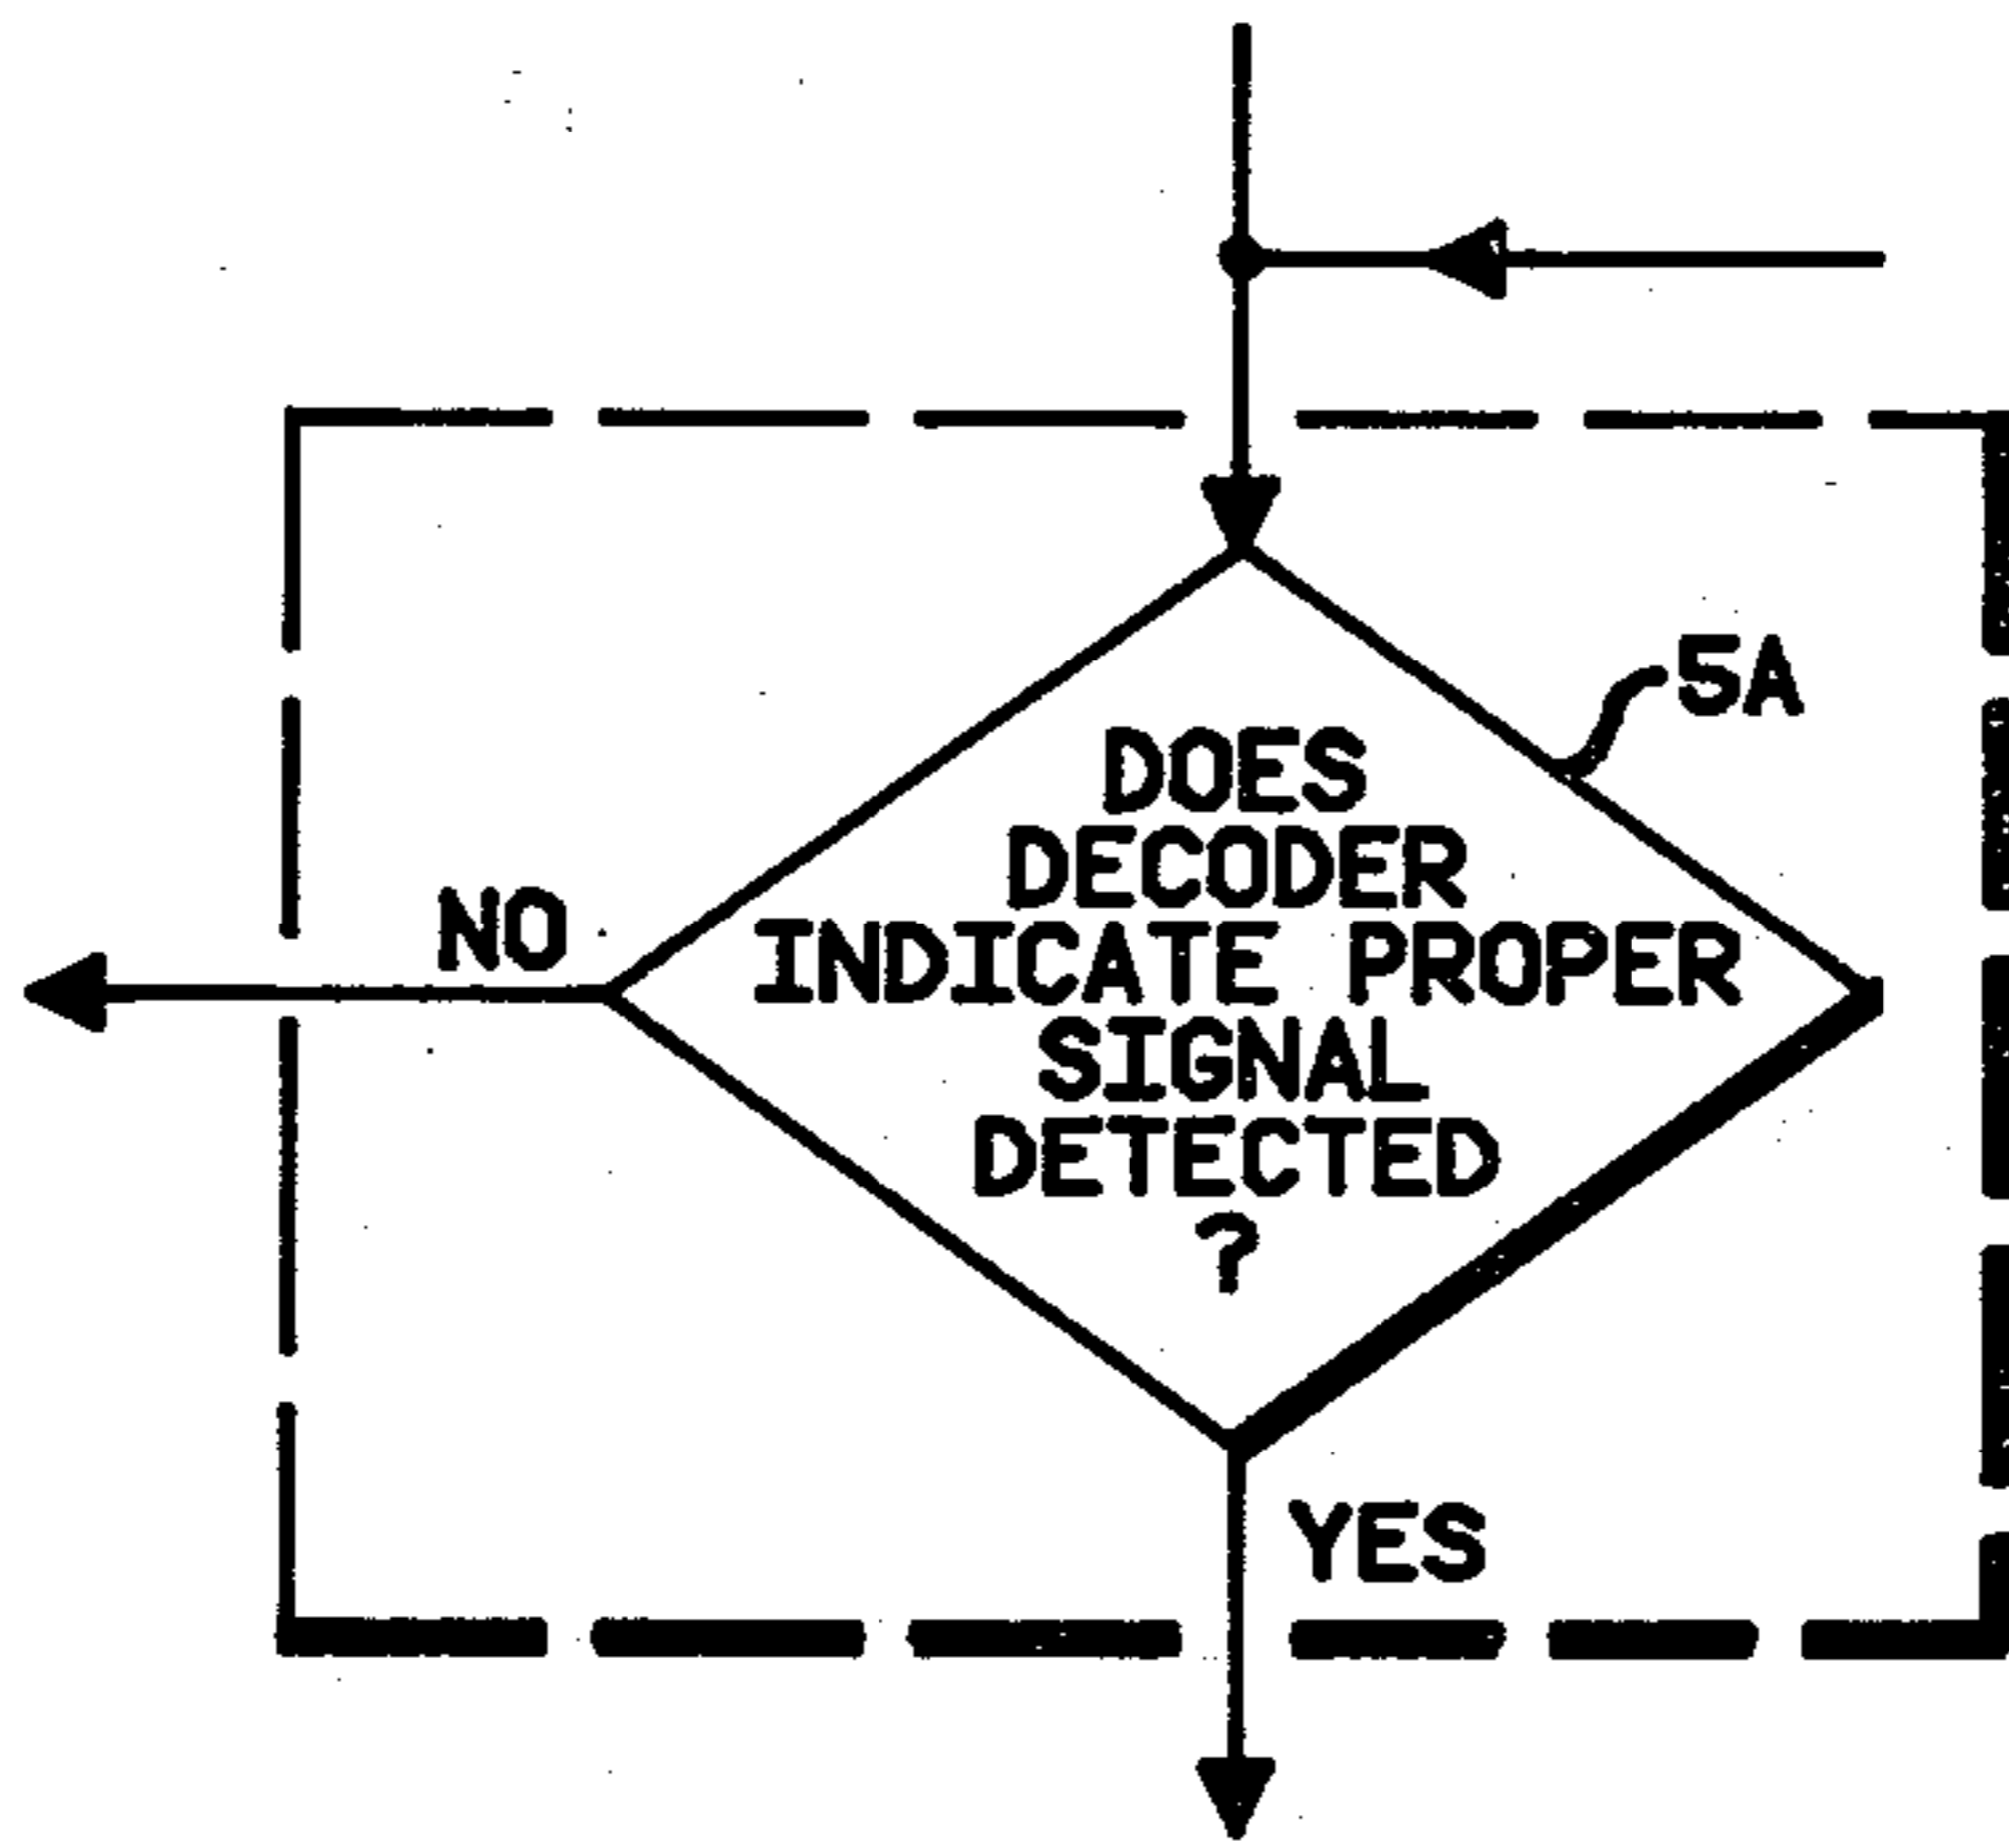 5A
DOES
DECODER
INDICATE PROPER
SIGNAL
DETECTED
?
NO
YES